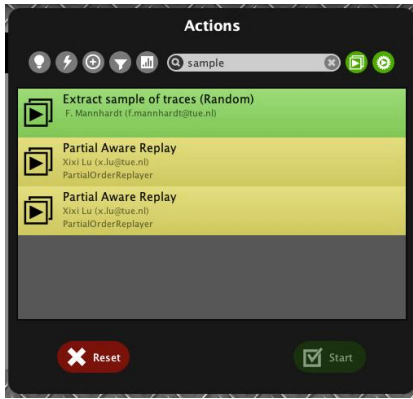 Actions
sample
Extract sample of traces (Random)
F. Mannhardt (f.mannhardt@tue.nl)
Partial Aware Replay
Xixi Lu (x.lu@tue.nl)
PartialOrderReplayer
Partial Aware Replay
Xixi Lu (x.lu@tue.nl)
PartialOrderReplayer
Reset
Start